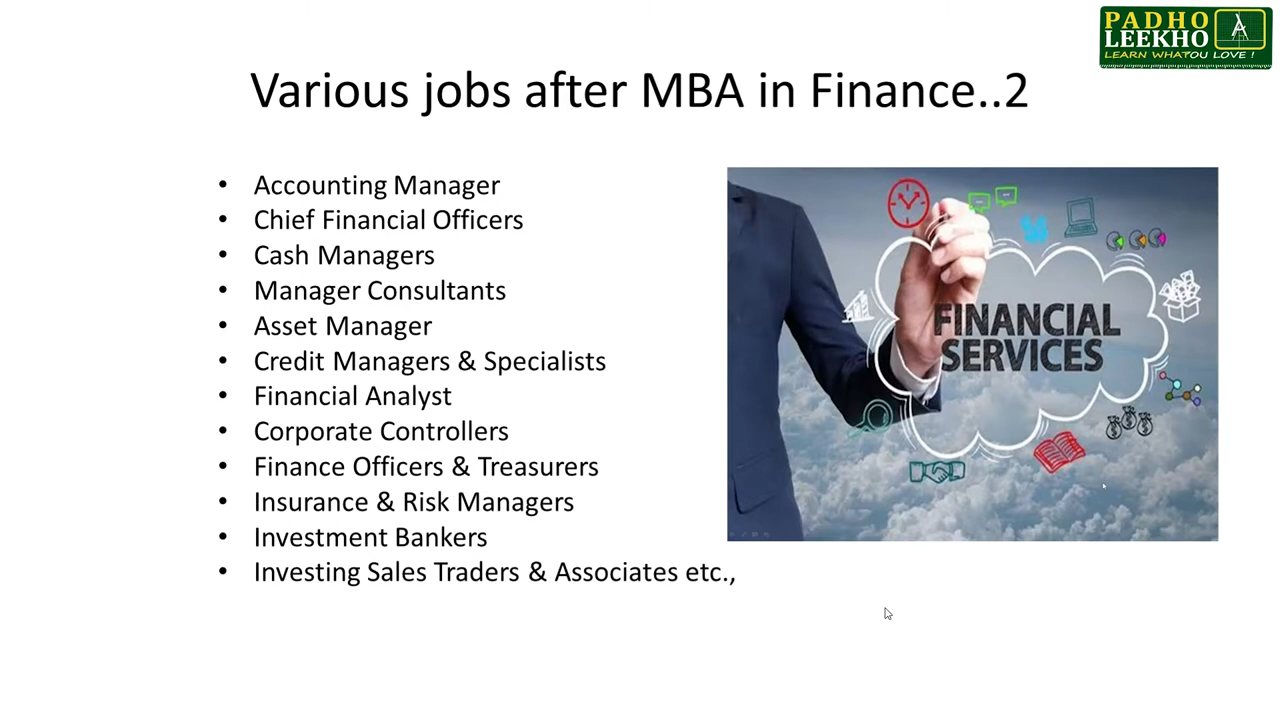 PADHO
LEEKHO
LEARN WHATOU LOVE !
Various jobs after MBA in Finance..2
• Accounting Manager
• Chief Financial Officers
• Cash Managers
• Manager Consultants
• Asset Manager
• Credit Managers & Specialists
• Financial Analyst
• Corporate Controllers
• Finance Officers & Treasurers
• Insurance & Risk Managers
• Investment Bankers
• Investing Sales Traders & Associates etc.,
FINANCIAL
SERVICES